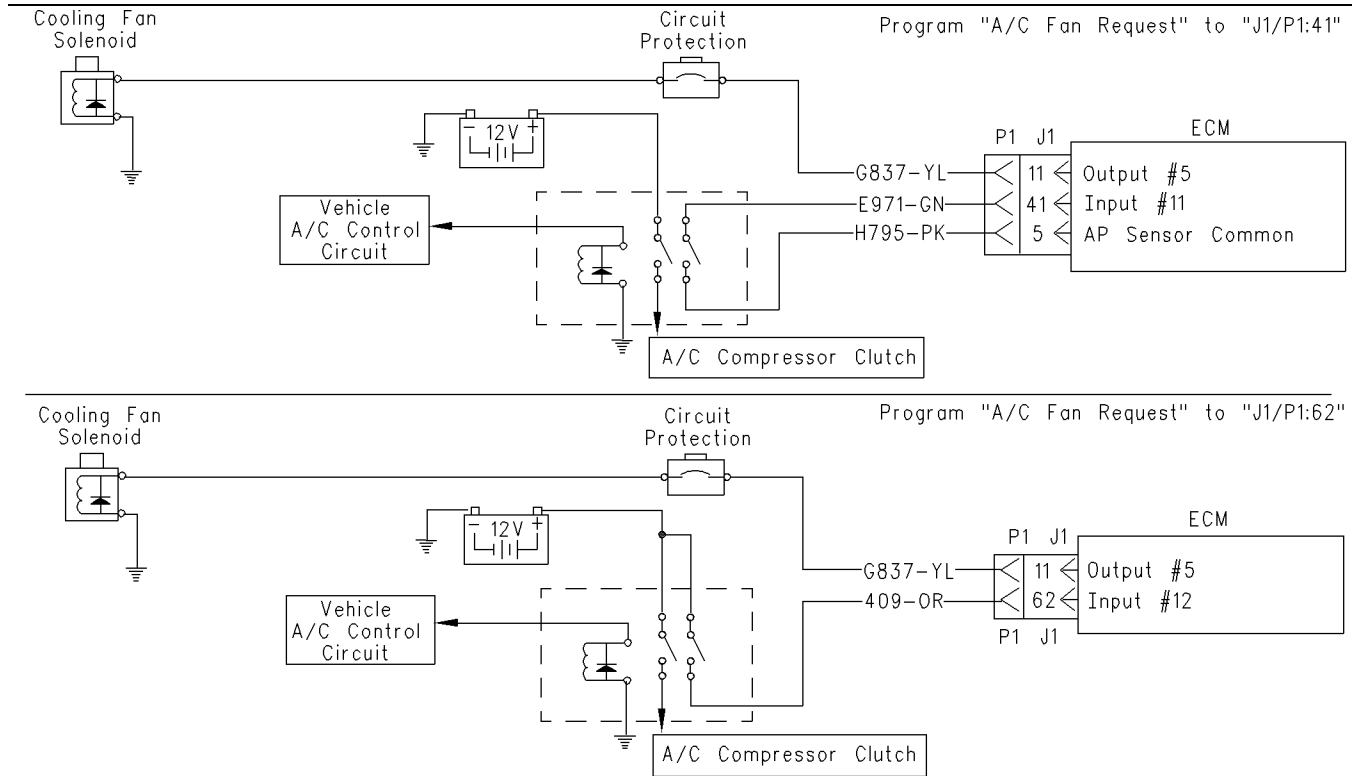 Cooling Fan
Solenoid
Circuit
Protection
Program "A/C Fan Request" to "J1/P1:41"
- 12V +
ECM
P1 J1
G837-YL 11 Output #5
E971-GN 41 Input #11
H795-PK 5 AP Sensor Common
Vehicle
A/C Control
Circuit
A/C Compressor Clutch
Cooling Fan
Solenoid
Circuit
Protection
Program "A/C Fan Request" to "J1/P1:62"
- 12V +
ECM
P1 J1
G837-YL 11 Output #5
409-OR 62 Input #12
P1 J1
Vehicle
A/C Control
Circuit
A/C Compressor Clutch